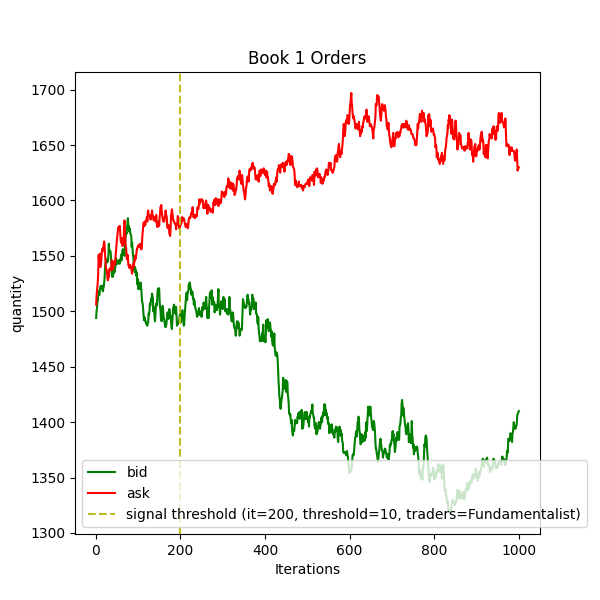 Book 1 Orders
quantity
1700
1650
1600
1550
1500
1450
1400
1350
1300
bid
ask
signal threshold (it=200, threshold=10, traders=Fundamentalist)
0 200 400 600 800 1000
Iterations